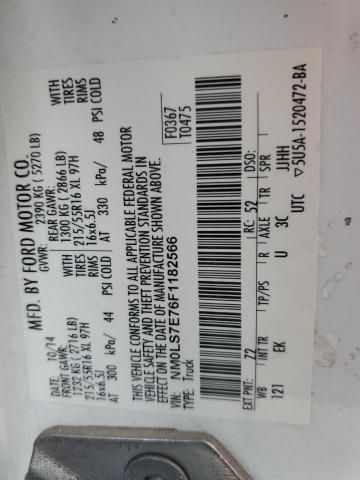 MFD. BY FORD MOTOR CO.
DATE: 10/14 GVWR: 2390 KG ( 5270 LB)
FRONT GAWR: REAR GAWR:
1232 KG ( 2716 LB) WITH 1300 KG ( 2866 LB) WITH
215/55R16 XL 97H TIRES 215/55R16 XL 97H TIRES
16x6.5J RIMS 16x6.5J RIMS
AT 300 kPa/ 44 PSI COLD AT 330 kPa/ 48 PSI COLD
THIS VEHICLE CONFORMS TO ALL APPLICABLE FEDERAL MOTOR
VEHICLE SAFETY AND THEFT PREVENTION STANDARDS IN
EFFECT ON THE DATE OF MANUFACTURE SHOWN ABOVE.
VIN: NM0LS7E76F1182566 F0367
TYPE: Truck T0475
EXT PNT: Z2 RC: 52 DSO:
WB INT TR TP/PS R AXLE TR SPR
121 EK U 3C JJHH
UTC ▽5U5A-1520472-BA